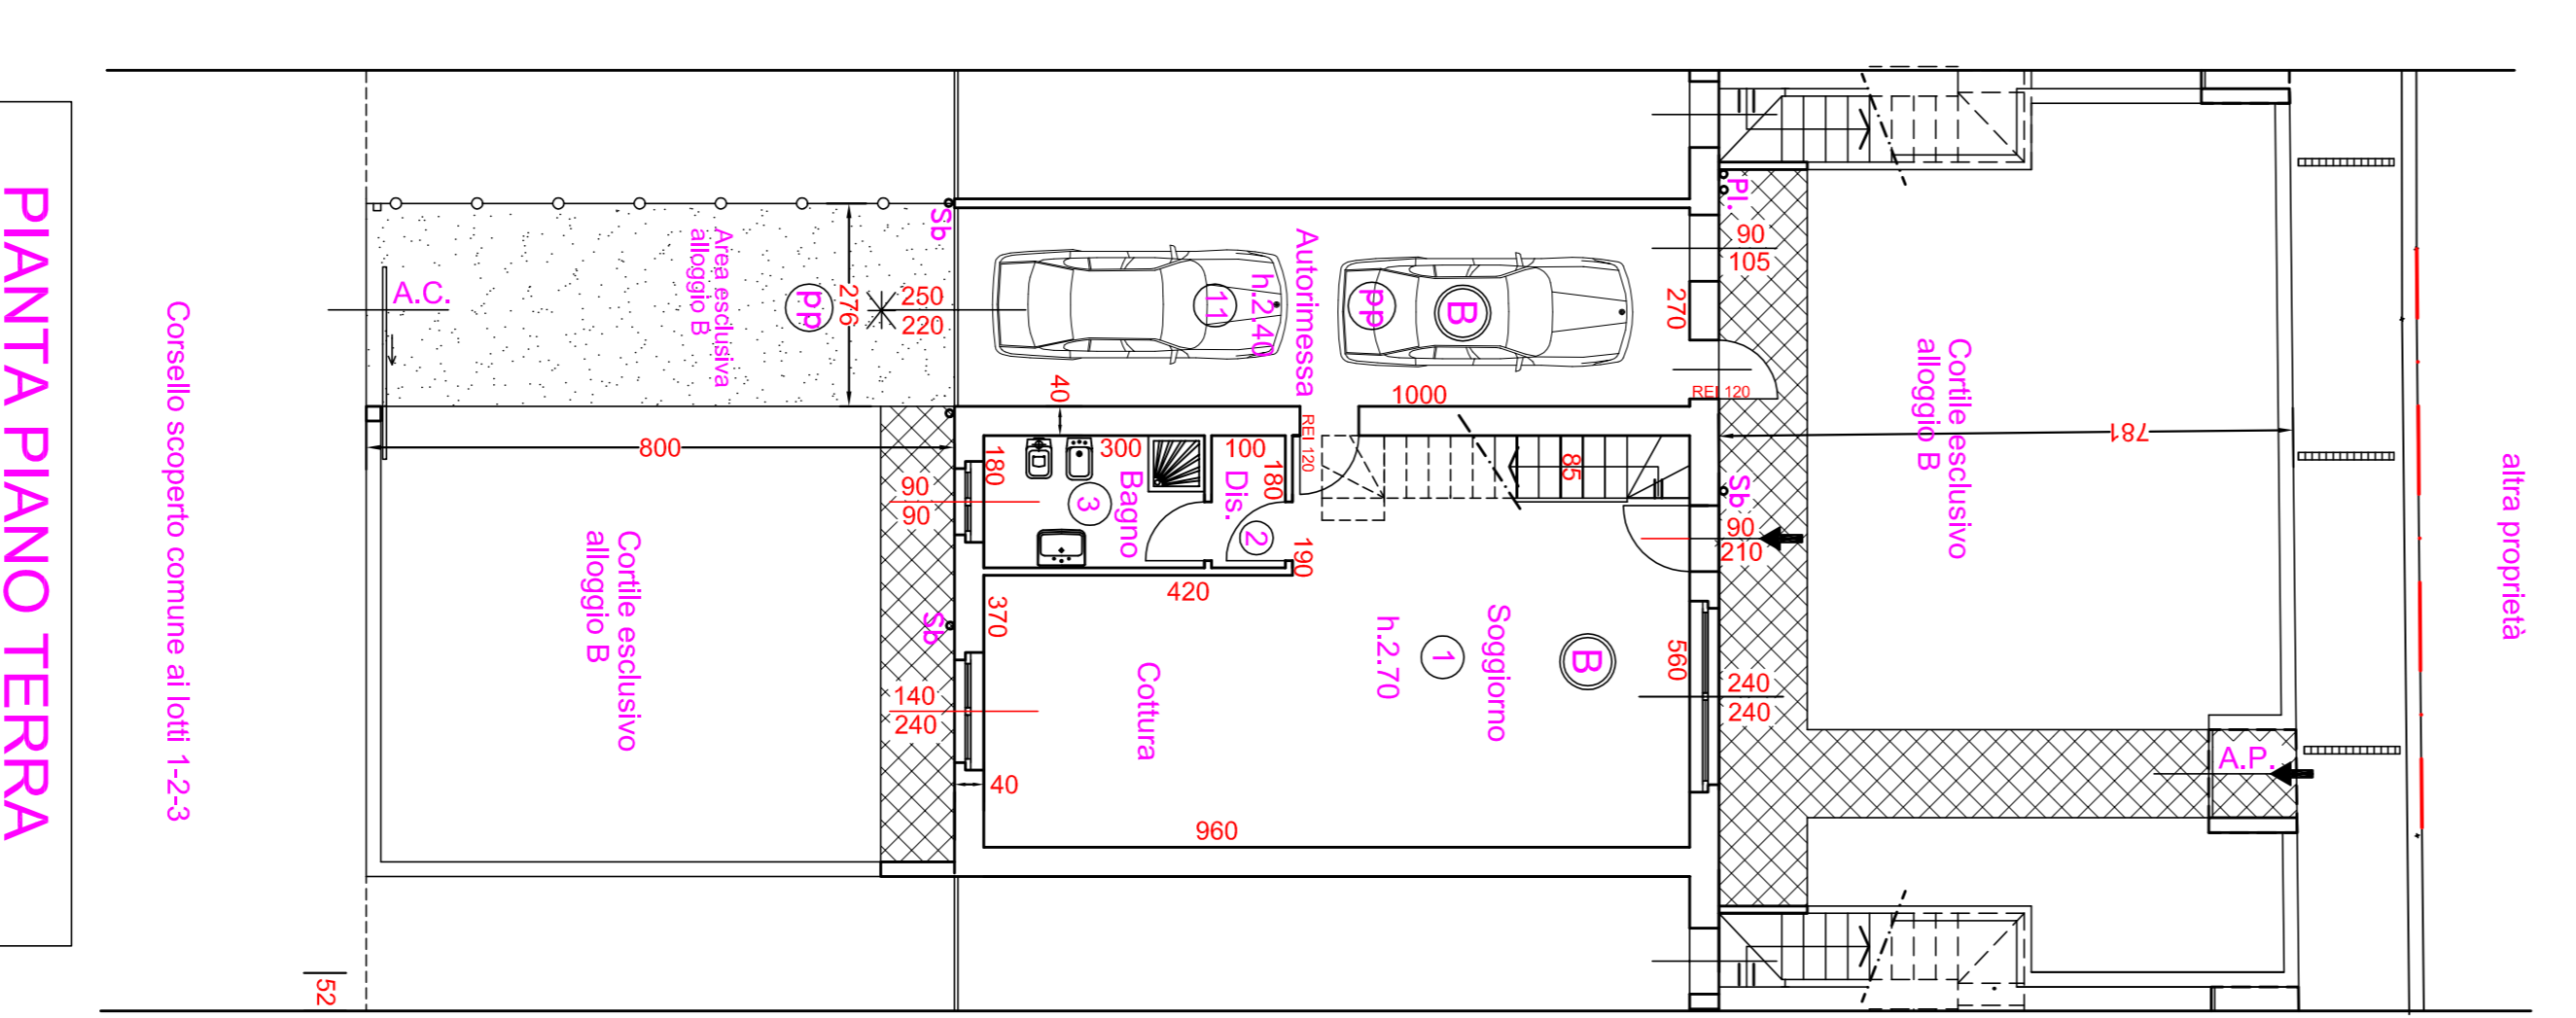 PIANTA PIANO TERRA
Corsello scoperto comune ai lotti 1-2-3
52
A.C.
Area esclusiva
alloggio B
pp
276
250
220
Sb
800
Cortile esclusivo
alloggio B
90
90
Sb
140
240
Autorimessa
h.2.40
11
pp
B
270
1000
40
REI 120
REI 120
180
300
Bagno
3
100
180
Dis.
2
190
420
85
370
Cottura
40
960
Soggiorno
h.2.70
1
B
560
Pl.
90
105
Sb
90
210
240
240
Cortile esclusivo
alloggio B
781
A.P.
altra proprietà